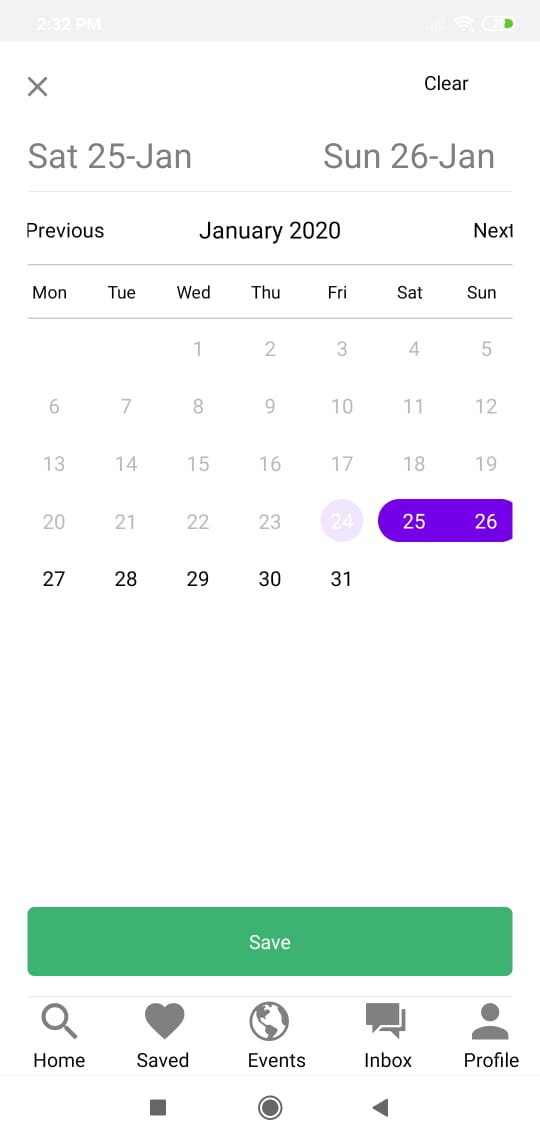 2:32 PM
Clear
Sat 25-Jan Sun 26-Jan
Previous January 2020 Next
Mon Tue Wed Thu Fri Sat Sun
1 2 3 4 5
6 7 8 9 10 11 12
13 14 15 16 17 18 19
20 21 22 23 24 25 26
27 28 29 30 31
Save
Home Saved Events Inbox Profile